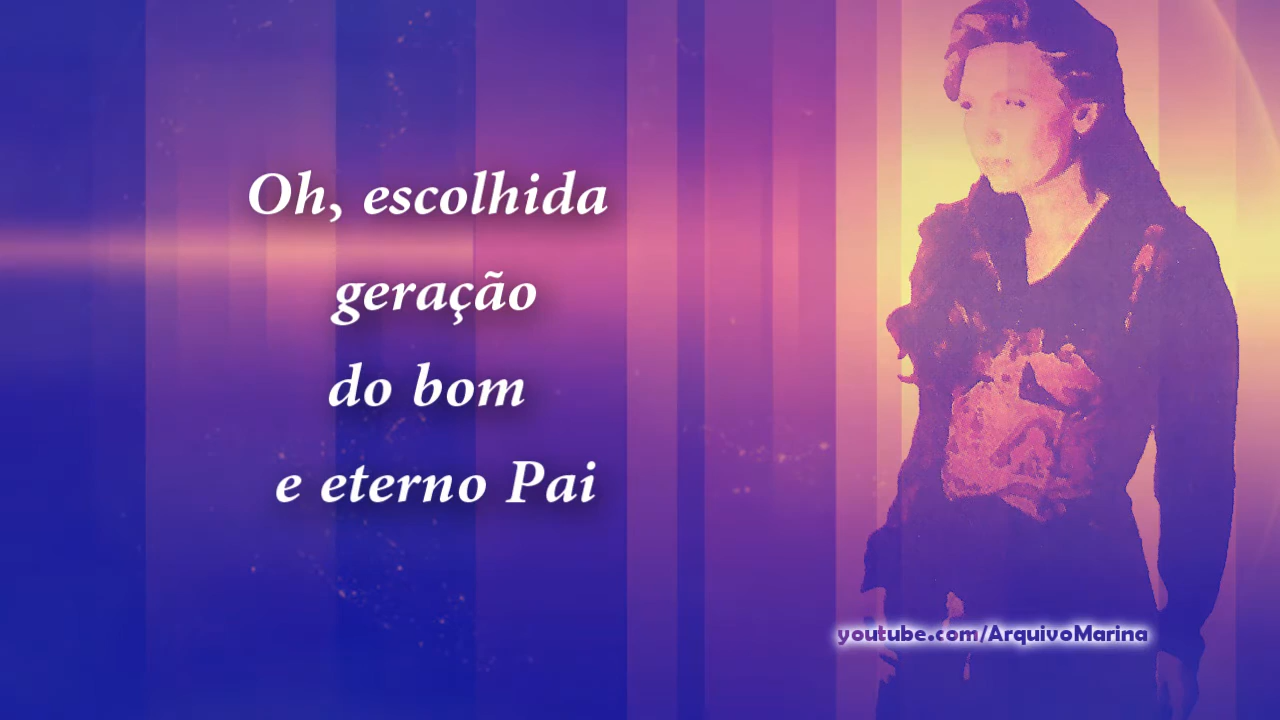 Oh, escolhida
geração
do bom
e eterno Pai
youtube.com/ArquivoMarina